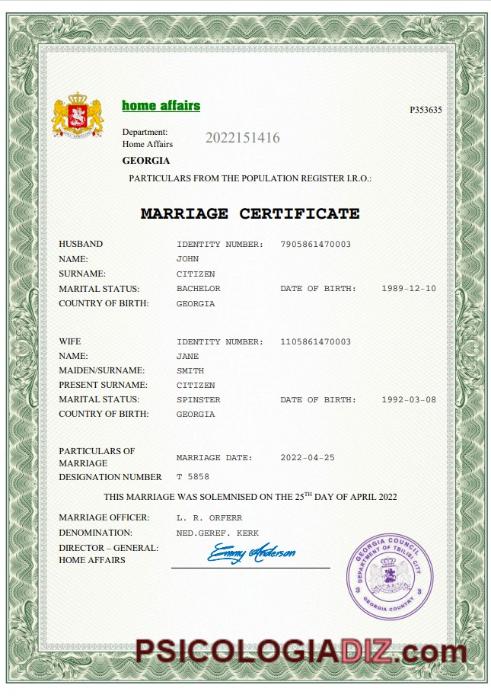 home affairs
P353635
Department:
Home Affairs
2022151416
GEORGIA
PARTICULARS FROM THE POPULATION REGISTER I.R.O.:
MARRIAGE CERTIFICATE
HUSBAND IDENTITY NUMBER: 7905861470003
NAME: JOHN
SURNAME: CITIZEN
MARITAL STATUS: BACHELOR DATE OF BIRTH: 1989-12-10
COUNTRY OF BIRTH: GEORGIA
WIFE IDENTITY NUMBER: 1105861470003
NAME: JANE
MAIDEN/SURNAME: SMITH
PRESENT SURNAME: CITIZEN
MARITAL STATUS: SPINSTER DATE OF BIRTH: 1992-03-08
COUNTRY OF BIRTH: GEORGIA
PARTICULARS OF
MARRIAGE MARRIAGE DATE: 2022-04-25
DESIGNATION NUMBER T 5858
THIS MARRIAGE WAS SOLEMNISED ON THE 25TH DAY OF APRIL 2022
MARRIAGE OFFICER: L. R. ORFERR
DENOMINATION: NED.GEREF. KERK
DIRECTOR – GENERAL:
HOME AFFAIRS
Emmy Anderson
GEORGIA COUNCIL
DEPARTMENT OF TBILISI CITY
GEORGIA COUNTRY
PSICOLOGIADIZ.com